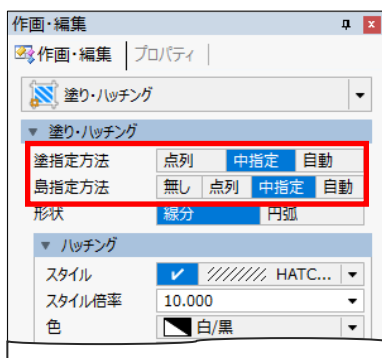 作画・編集
作画・編集 プロパティ
塗り・ハッチング
塗り・ハッチング
塗指定方法 点列 中指定 自動
島指定方法 無し 点列 中指定 自動
形状 線分 円弧
ハッチング
スタイル HATC...
スタイル倍率 10.000
色 白/黒